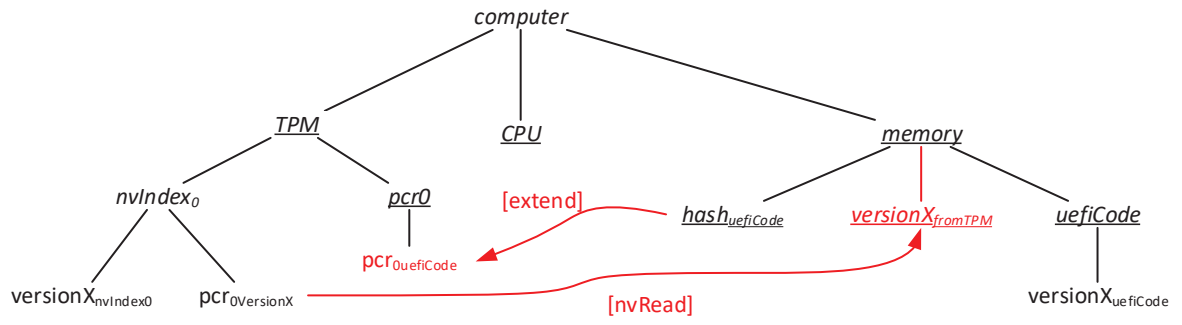 computer
TPM CPU memory
nvIndex0 pcr0 [extend] hashuefiCode versionXfromTPM uefiCode
pcr0uefiCode
versionXnvIndex0 pcr0VersionX [nvRead] versionXuefiCode